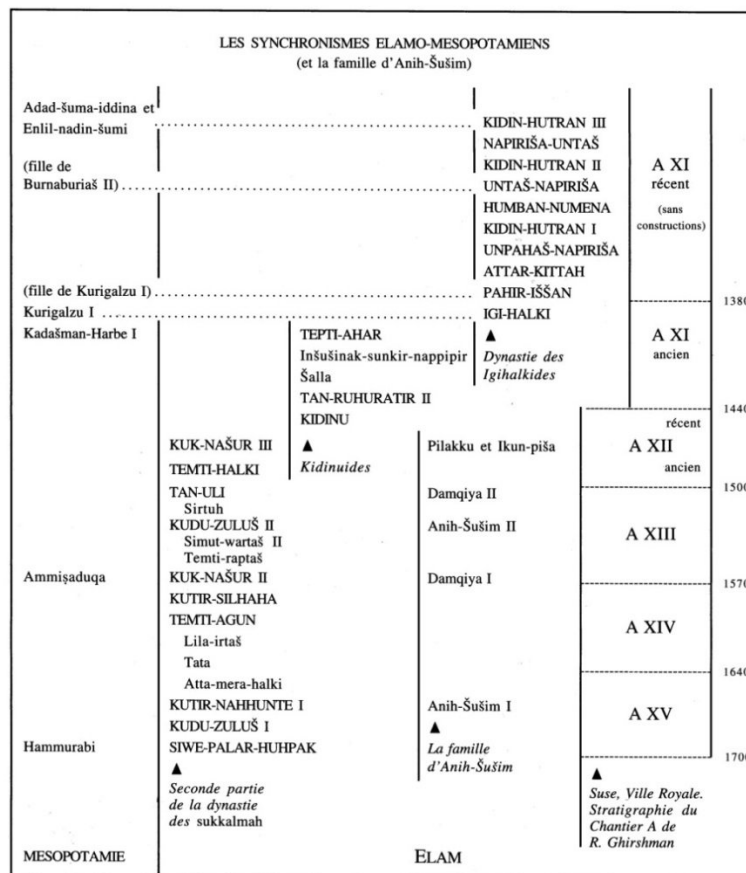 LES SYNCHRONISMES ELAMO-MESOPOTAMIENS
(et la famille d'Anih-Šušim)
Adad-šuma-iddina et
Enlil-nadin-šumi ........ KIDIN-HUTRAN III
NAPIRIŠA-UNTAŠ
(fille de KIDIN-HUTRAN II A XI
Burnaburiaš II) ........ UNTAŠ-NAPIRIŠA récent
HUMBAN-NUMENA (sans
KIDIN-HUTRAN I constructions)
UNPAHAŠ-NAPIRIŠA
ATTAR-KITTAH
(fille de Kurigalzu I) ........ PAHIR-IŠŠAN 1380
Kurigalzu I ........ IGI-HALKI
Kadašman-Harbe I TEPTI-AHAR ▲ A XI
Inšušinak-sunkir-nappipir Dynastie des ancien
Šalla Igihalkides
TAN-RUHURATIR II 1440
KIDINU récent
KUK-NAŠUR III ▲ Pilakku et Ikun-piša A XII
TEMTI-HALKI Kidinuides ancien
TAN-ULI Damqiya II 1500
Sirtuh
KUDU-ZULUŠ II Anih-Šušim II A XIII
Simut-wartaš II
Temti-raptaš
Ammiṣaduqa KUK-NAŠUR II Damqiya I 1570
KUTIR-SILHAHA
TEMTI-AGUN A XIV
Lila-irtaš
Tata 1640
Atta-mera-halki
KUTIR-NAHHUNTE I Anih-Šušim I A XV
KUDU-ZULUŠ I ▲
Hammurabi SIWE-PALAR-HUHPAK La famille 1700
▲ d'Anih-Šušim ▲
Seconde partie Suse, Ville Royale.
de la dynastie Stratigraphie du
des sukkalmah Chantier A de
R. Ghirshman
MESOPOTAMIE ELAM